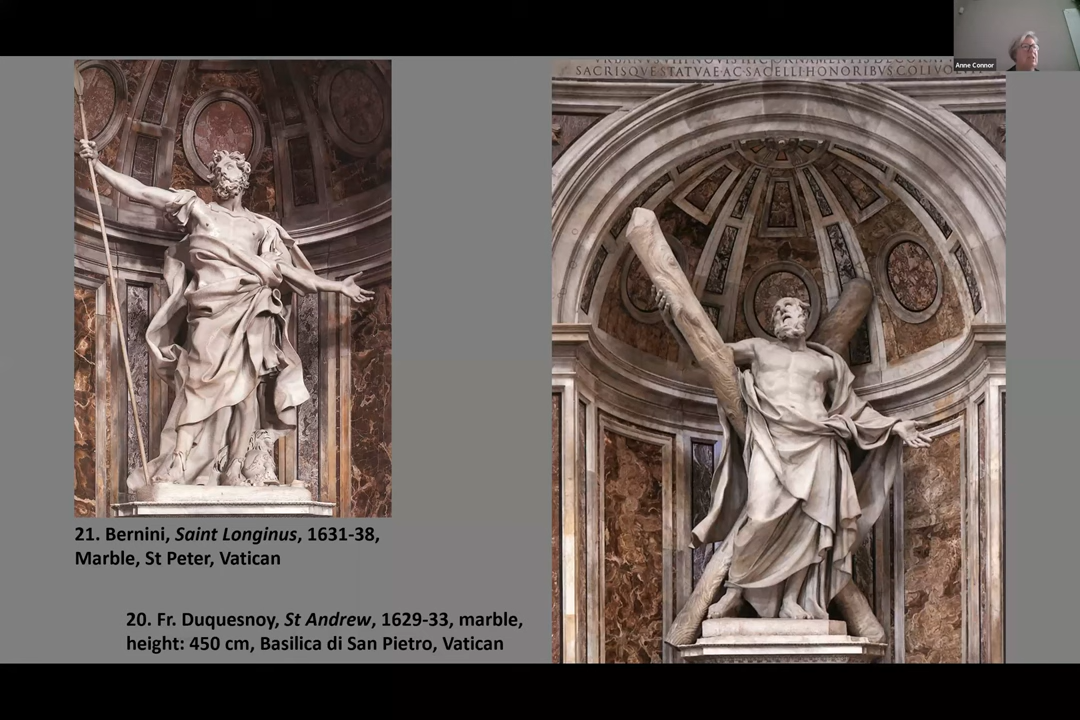 Anne Connor
SACRISQVE STATVAE AC SACELLI HONORIBVS
21. Bernini, Saint Longinus, 1631-38,
Marble, St Peter, Vatican
20. Fr. Duquesnoy, St Andrew, 1629-33, marble,
height: 450 cm, Basilica di San Pietro, Vatican